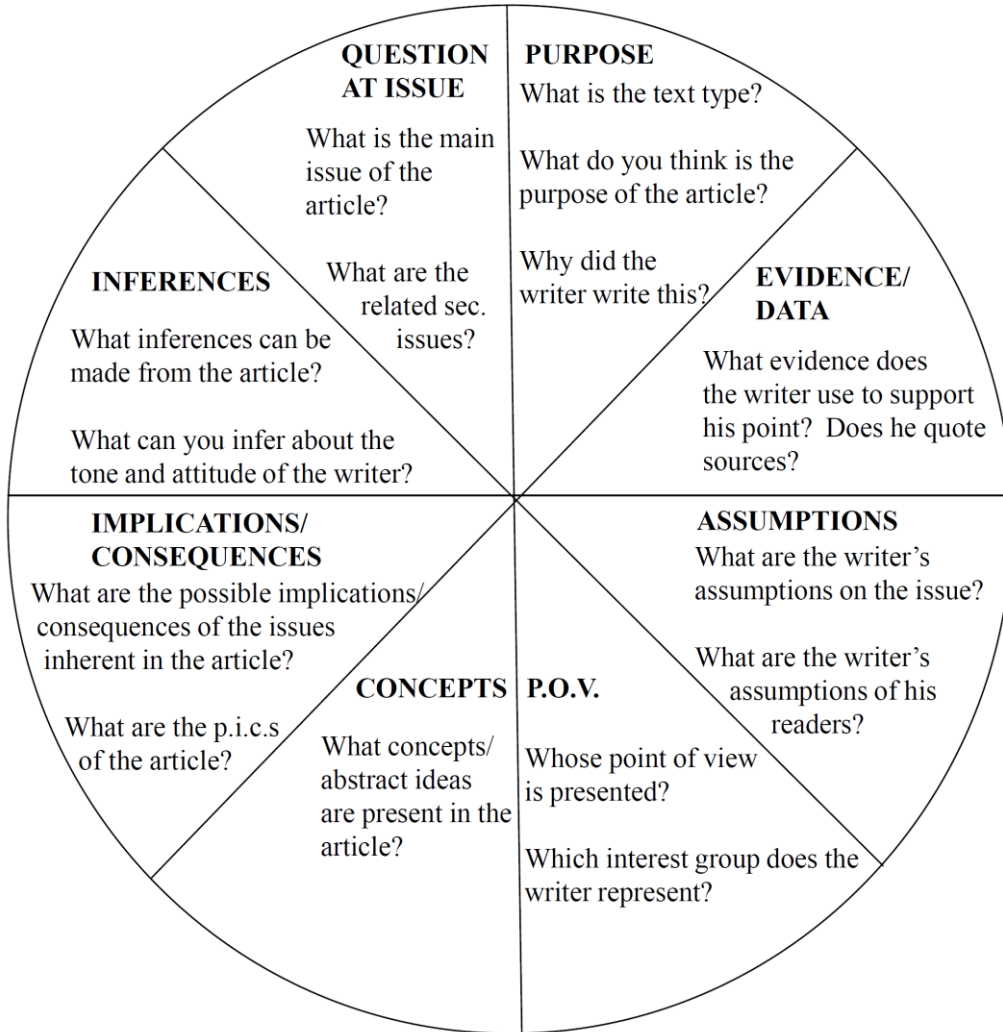 QUESTION
AT ISSUE
What is the main
issue of the
article?
What are the
related sec.
issues?
PURPOSE
What is the text type?
What do you think is the
purpose of the article?
Why did the
writer write this?
EVIDENCE/
DATA
What evidence does
the writer use to support
his point? Does he quote
sources?
ASSUMPTIONS
What are the writer’s
assumptions on the issue?
What are the writer’s
assumptions of his
readers?
P.O.V.
Whose point of view
is presented?
Which interest group does the
writer represent?
CONCEPTS
What concepts/
abstract ideas
are present in the
article?
IMPLICATIONS/
CONSEQUENCES
What are the possible implications/
consequences of the issues
inherent in the article?
What are the p.i.c.s
of the article?
INFERENCES
What inferences can be
made from the article?
What can you infer about the
tone and attitude of the writer?